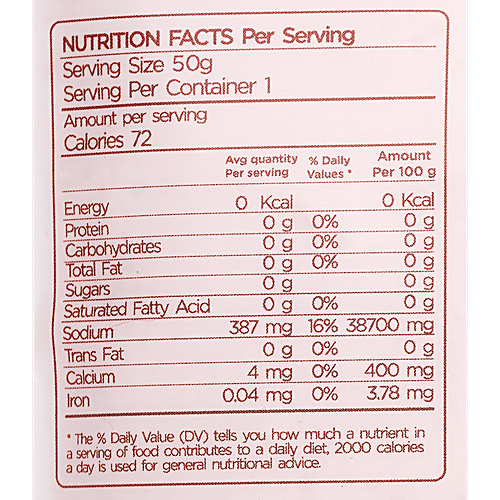 NUTRITION FACTS Per Serving
Serving Size 50g
Serving Per Container 1
Amount per serving
Calories 72
Avg quantity Per serving % Daily Values * Amount Per 100 g
Energy 0 Kcal 0 Kcal
Protein 0 g 0% 0 g
Carbohydrates 0 g 0% 0 g
Total Fat 0 g 0% 0 g
Sugars 0 g 0 g
Saturated Fatty Acid 0 g 0% 0 g
Sodium 387 mg 16% 38700 mg
Trans Fat 0 g 0% 0 g
Calcium 4 mg 0% 400 mg
Iron 0.04 mg 0% 3.78 mg
* The % Daily Value (DV) tells you how much a nutrient in
a serving of food contributes to a daily diet, 2000 calories
a day is used for general nutritional advice.